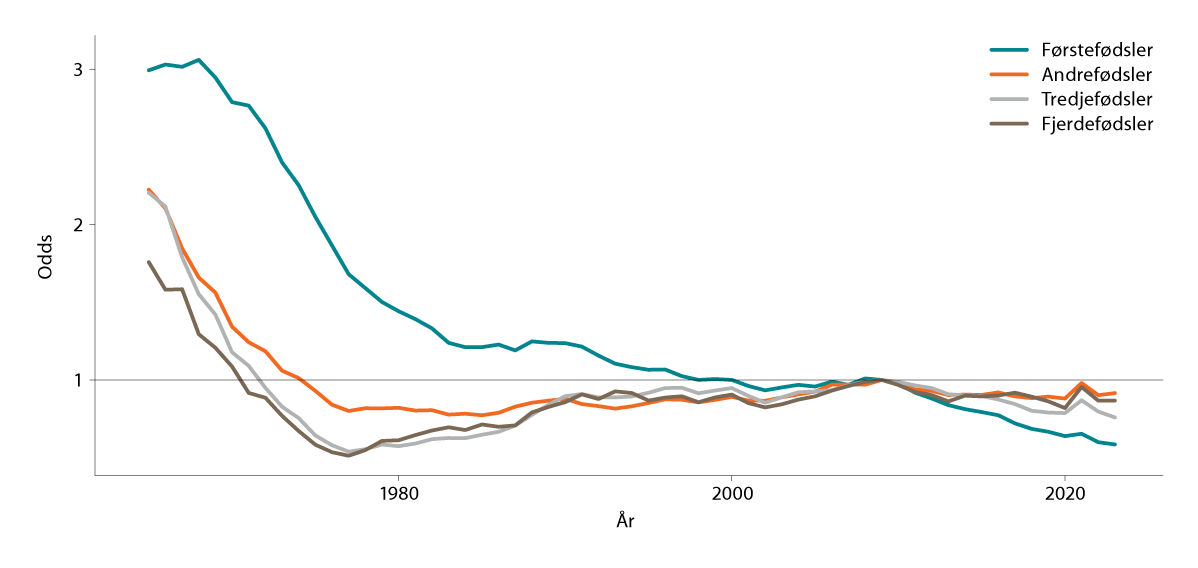 Førstefødsler
Andrefødsler
Tredjefødsler
Fjerdefødsler
3
2
1
Odds
1980
2000
2020
År